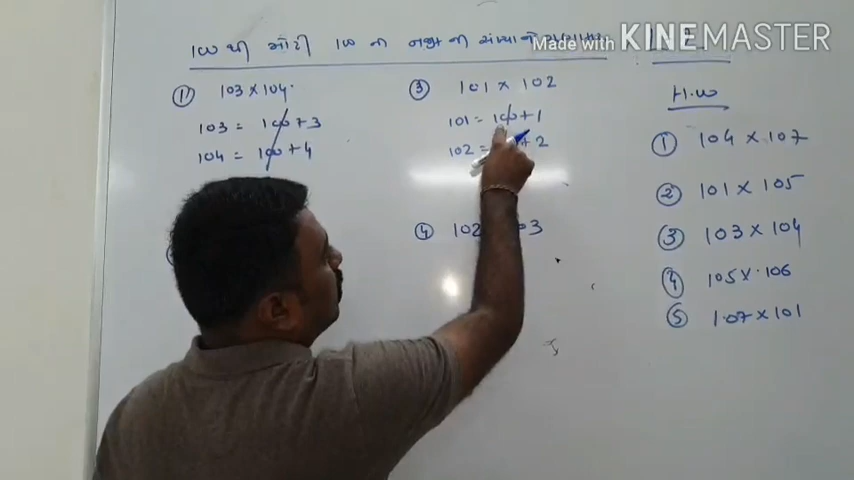 Made with KINEMASTER
100 થી મોટી 100 ની નજીક ની સંખ્યાનો
① 103 × 104
103 = 100 + 3
104 = 100 + 4
③ 101 × 102
101 = 100 + 1
102 = + 2
④ 102 03
H.W
① 104 × 107
② 101 × 105
③ 103 × 104
④ 105 × 106
⑤ 107 × 101